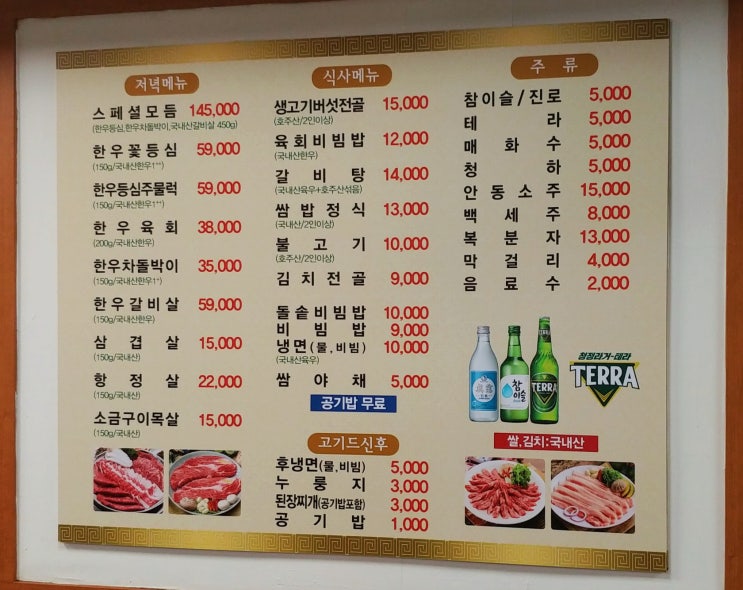 저녁메뉴
스페셜모듬 145,000
(한우등심,한우차돌박이,국내산갈비살 450g)
한우꽃등심 59,000
(150g/국내산한우1⁺⁺)
한우등심주물럭 59,000
(150g/국내산한우1⁺⁺)
한우육회 38,000
(200g/국내산한우)
한우차돌박이 35,000
(150g/국내산한우1⁺)
한우갈비살 59,000
(150g/국내산한우)
삼겹살 15,000
(150g/국내산)
항정살 22,000
(150g/국내산)
소금구이목살 15,000
(150g/국내산)
식사메뉴
생고기버섯전골 15,000
(호주산/2인이상)
육회비빔밥 12,000
(국내산한우)
갈비탕 14,000
(국내산육우+호주산섞음)
쌈밥정식 13,000
(국내산/2인이상)
불고기 10,000
(호주산/2인이상)
김치전골 9,000
돌솥비빔밥 10,000
비빔밥 9,000
냉면(물,비빔) 10,000
(국내산육우)
쌈야채 5,000
공기밥 무료
고기드신후
후냉면(물,비빔) 5,000
누룽지 3,000
된장찌개(공기밥포함) 3,000
공기밥 1,000
주류
참이슬/진로 5,000
테라 5,000
매화수 5,000
청하 5,000
안동소주 15,000
백세주 8,000
복분자 13,000
막걸리 4,000
음료수 2,000
참이슬
TERRA
청정라거-테라
TERRA
쌀,김치:국내산